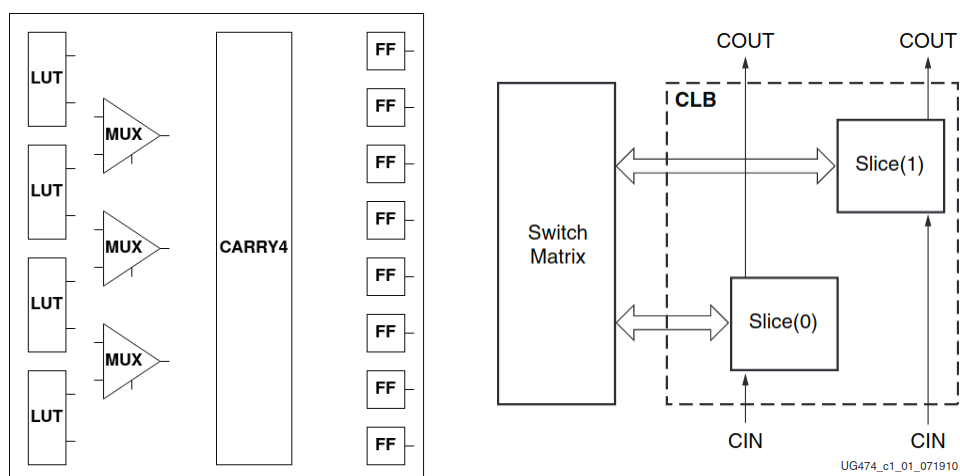 LUT
LUT
LUT
LUT
MUX
MUX
MUX
CARRY4
FF
FF
FF
FF
FF
FF
FF
FF
COUT
COUT
CLB
Slice(1)
Switch
Matrix
Slice(0)
CIN
CIN
UG474_c1_01_071910